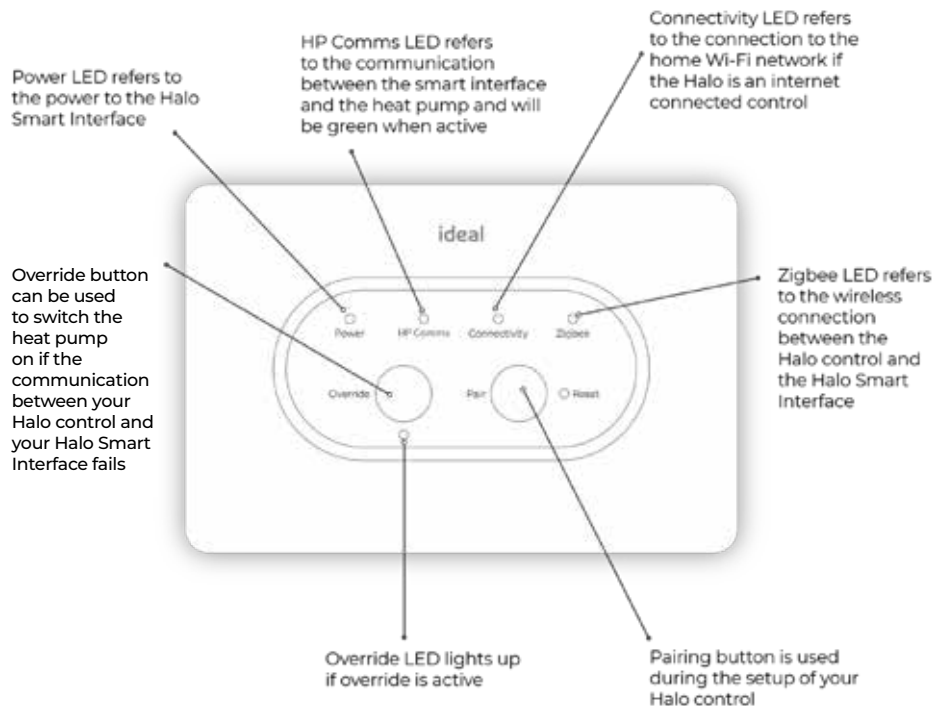 Connectivity LED refers
to the connection to the
home Wi-Fi network if
the Halo is an internet
connected control
HP Comms LED refers
to the communication
between the smart interface
and the heat pump and will
be green when active
Power LED refers to
the power to the Halo
Smart Interface
ideal
Override button
can be used
to switch the
heat pump
on if the
communication
between your
Halo control and
your Halo Smart
Interface fails
Zigbee LED refers
to the wireless
connection
between the
Halo control and
the Halo Smart
Interface
Power HP Comms Connectivity Zigbee
Override Pair Reset
Override LED lights up
if override is active
Pairing button is used
during the setup of your
Halo control